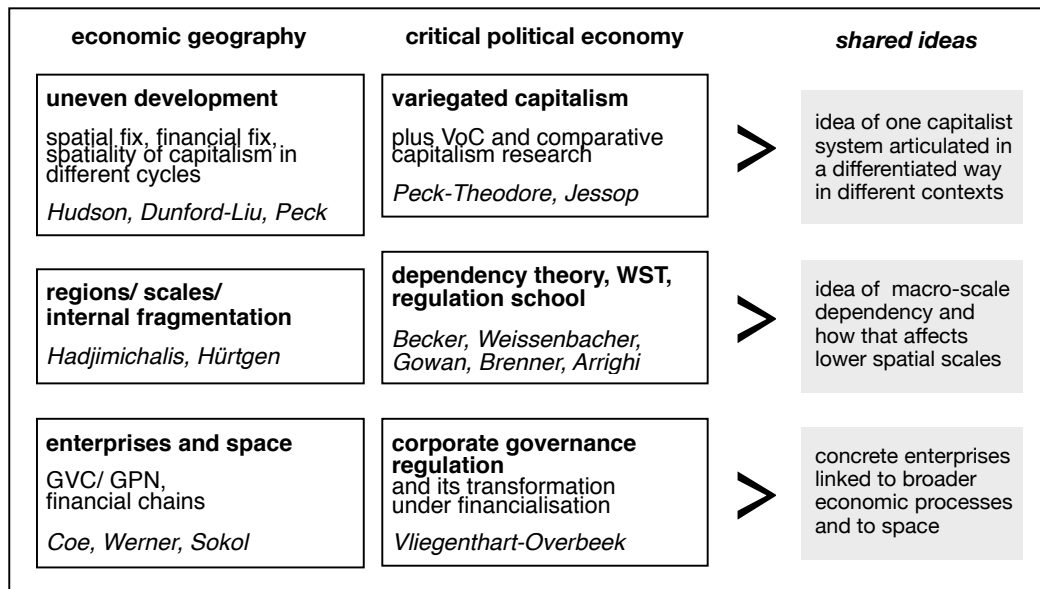 economic geography
critical political economy
shared ideas
uneven development
spatial fix, financial fix,
spatiality of capitalism in
different cycles
Hudson, Dunford-Liu, Peck
variegated capitalism
plus VoC and comparative
capitalism research
Peck-Theodore, Jessop
>
idea of one capitalist
system articulated in
a differentiated way
in different contexts
regions/ scales/
internal fragmentation
Hadjimichalis, Hürtgen
dependency theory, WST,
regulation school
Becker, Weissenbacher,
Gowan, Brenner, Arrighi
>
idea of macro-scale
dependency and
how that affects
lower spatial scales
enterprises and space
GVC/ GPN,
financial chains
Coe, Werner, Sokol
corporate governance
regulation
and its transformation
under financialisation
Vliegenthart-Overbeek
>
concrete enterprises
linked to broader
economic processes
and to space